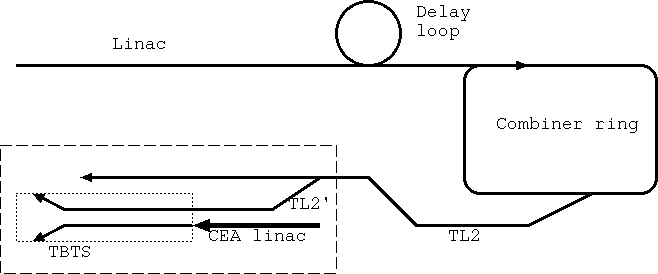 Delay
loop
Linac
Combiner ring
TL2'
TL2
CEA linac
TBTS